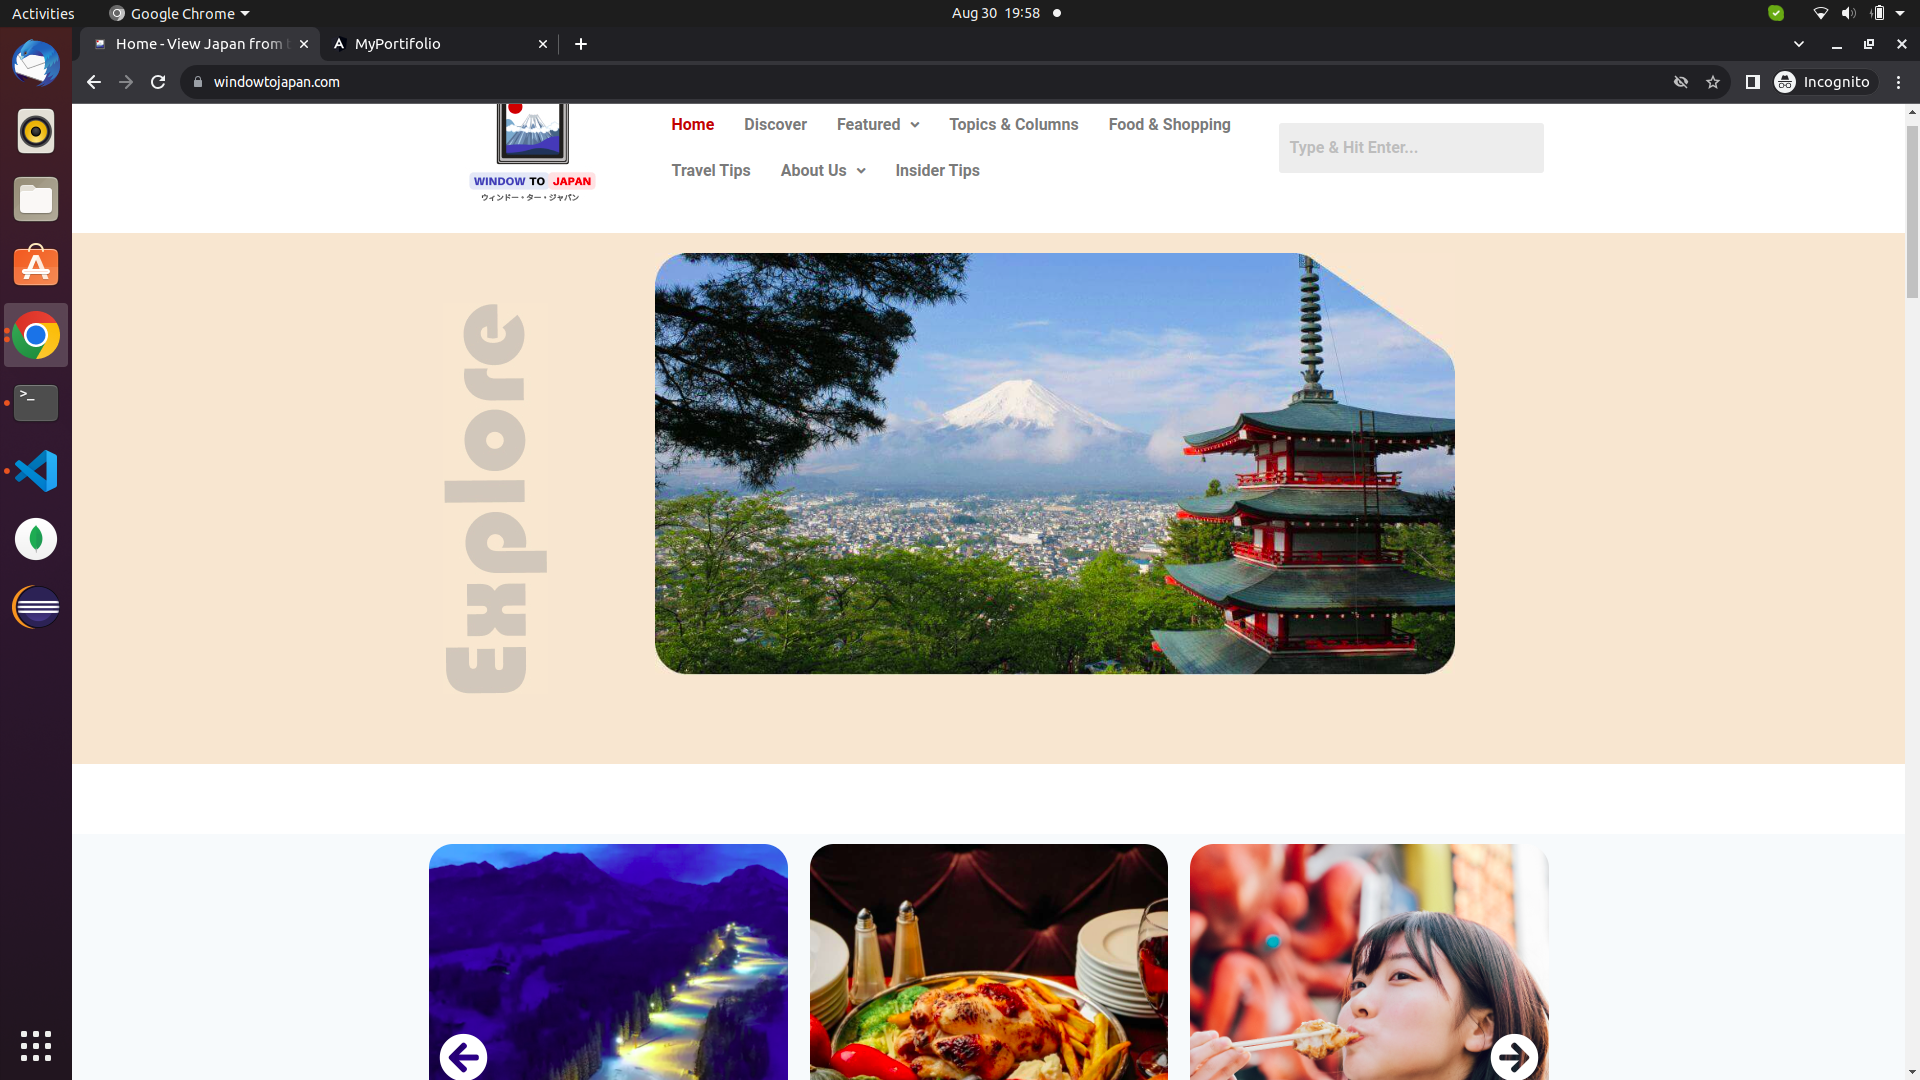 Activities
Google Chrome
Aug 30 19:58
Home - View Japan from t
MyPortifolio
windowtojapan.com
Incognito
Home
Discover
Featured
Topics & Columns
Food & Shopping
Type & Hit Enter...
Travel Tips
About Us
Insider Tips
WINDOW TO JAPAN
ウィンドー・ター・ジャパン
Explore